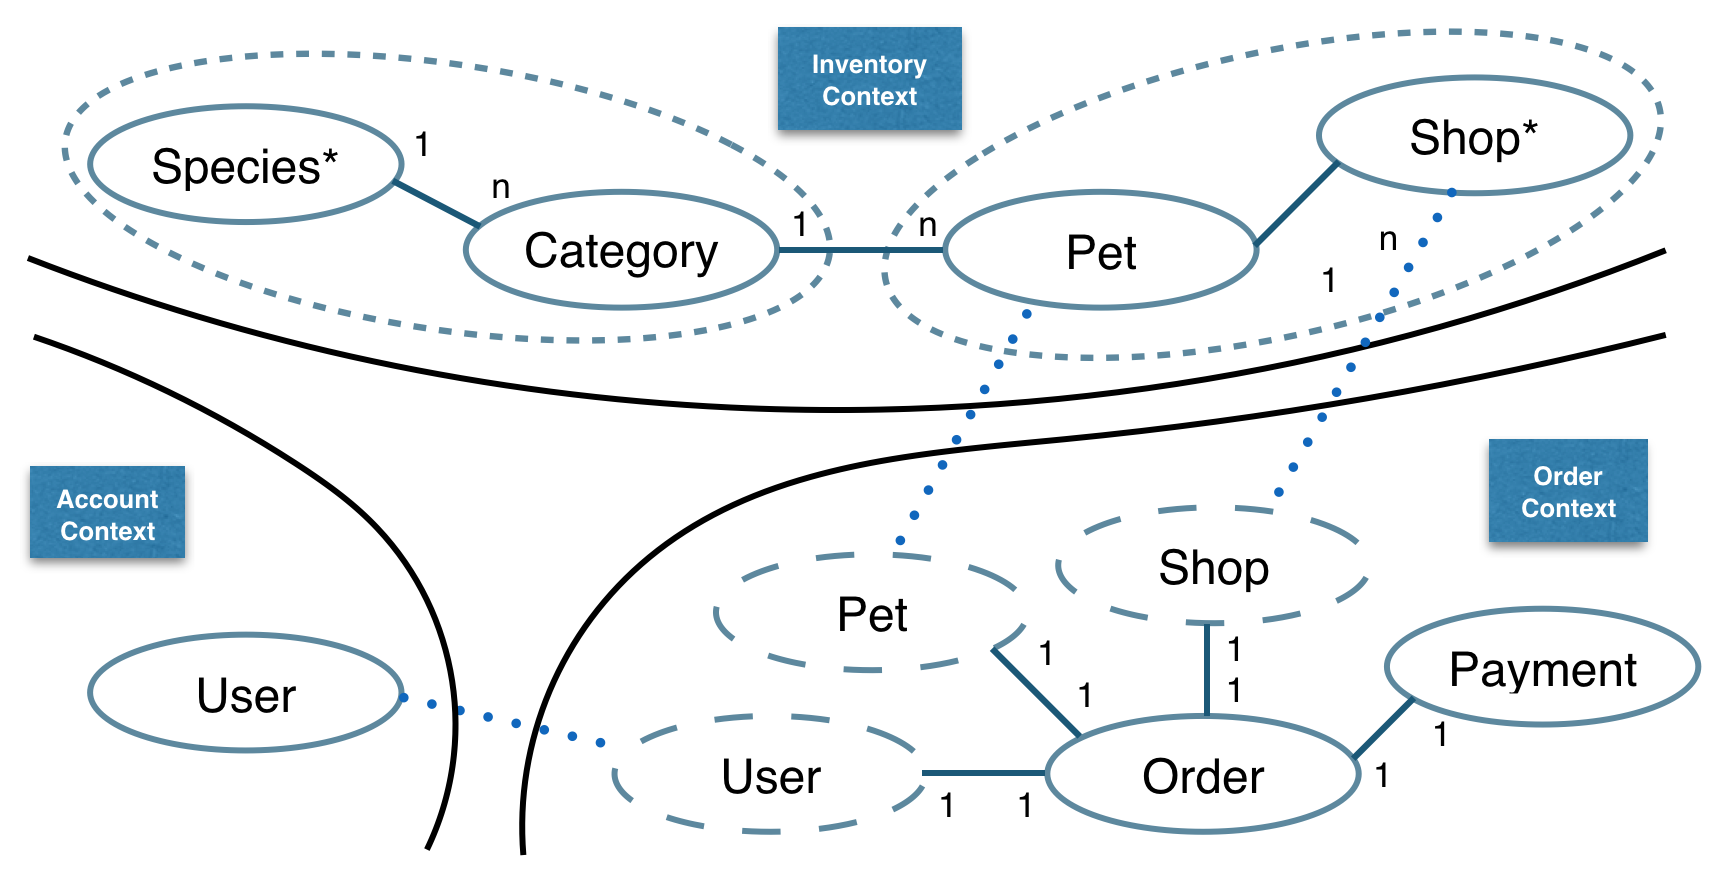 Inventory
Context
Species*
1
n
Category
1
n
Pet
Shop*
n
1
Account
Context
Order
Context
User
Pet
Shop
1
1
1
1
Payment
1
1
User
1
1
Order